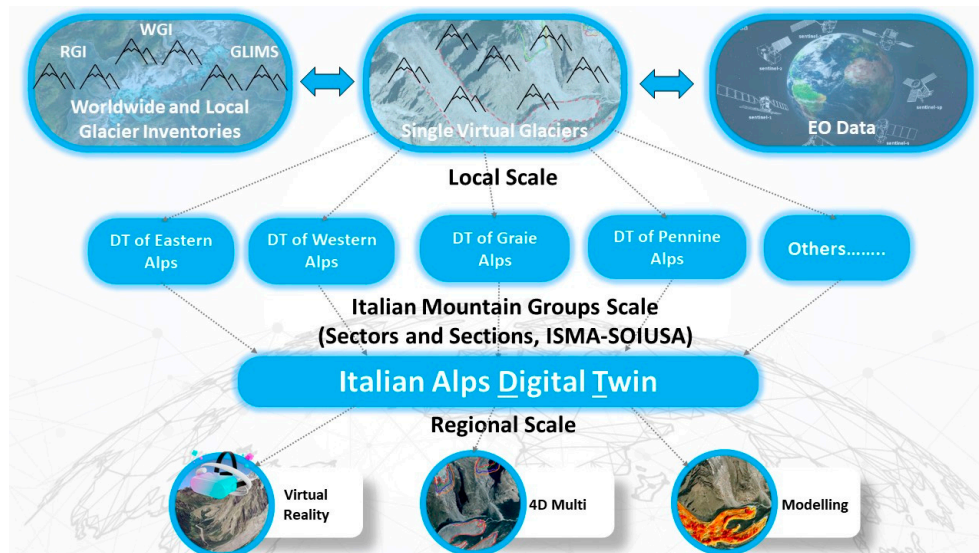 WGI
RGI
GLIMS
Worldwide and Local
Glacier Inventories
Single Virtual Glaciers
EO Data
Local Scale
DT of Eastern
Alps
DT of Western
Alps
DT of Graie
Alps
DT of Pennine
Alps
Others........
Italian Mountain Groups Scale
(Sectors and Sections, ISMA-SOIUSA)
Italian Alps Digital Twin
Regional Scale
Virtual
Reality
4D Multi
Modelling